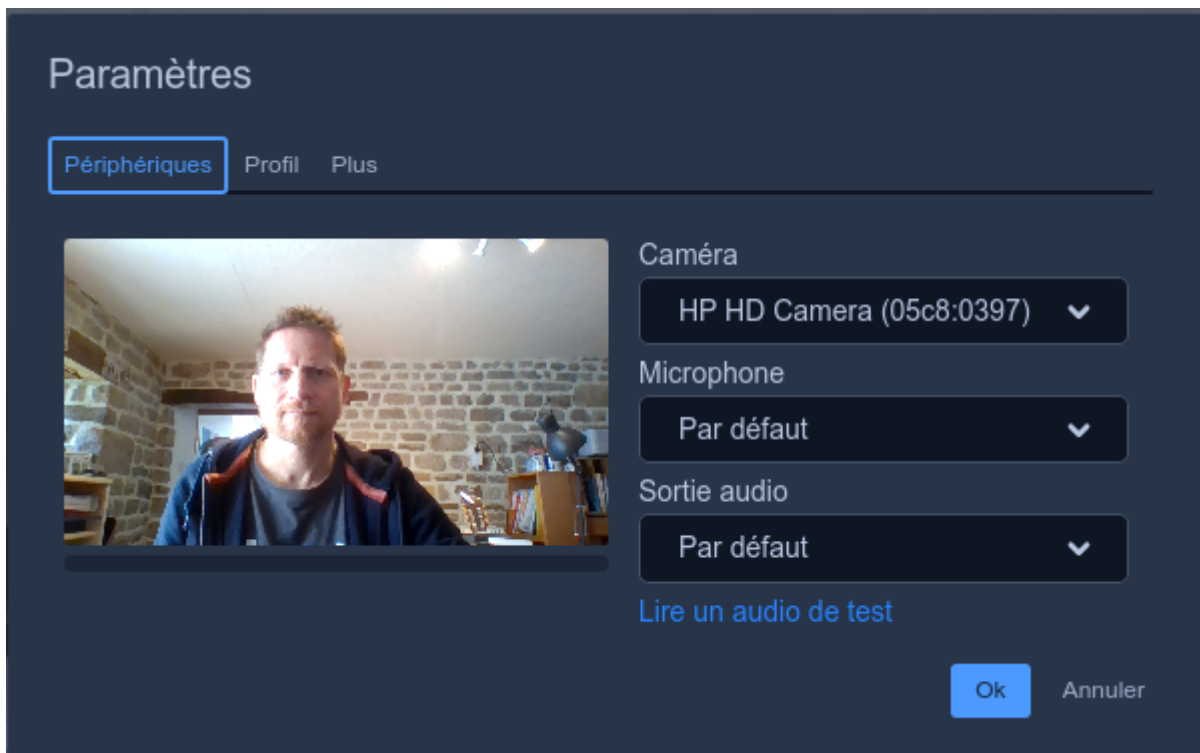 Paramètres
Périphériques Profil Plus
Caméra
HP HD Camera (05c8:0397)
Microphone
Par défaut
Sortie audio
Par défaut
Lire un audio de test
Ok Annuler